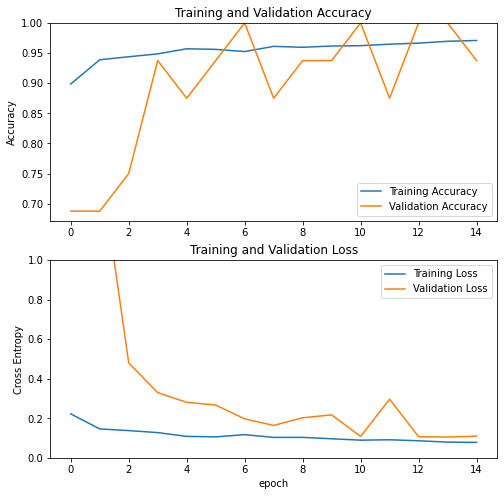 Training and Validation Accuracy
1.00
0.95
0.90
0.85
0.80
0.75
0.70
Accuracy
Training Accuracy
Validation Accuracy
0 2 4 6 8 10 12 14
Training and Validation Loss
1.0
0.8
0.6
0.4
0.2
0.0
Cross Entropy
Training Loss
Validation Loss
0 2 4 6 8 10 12 14
epoch